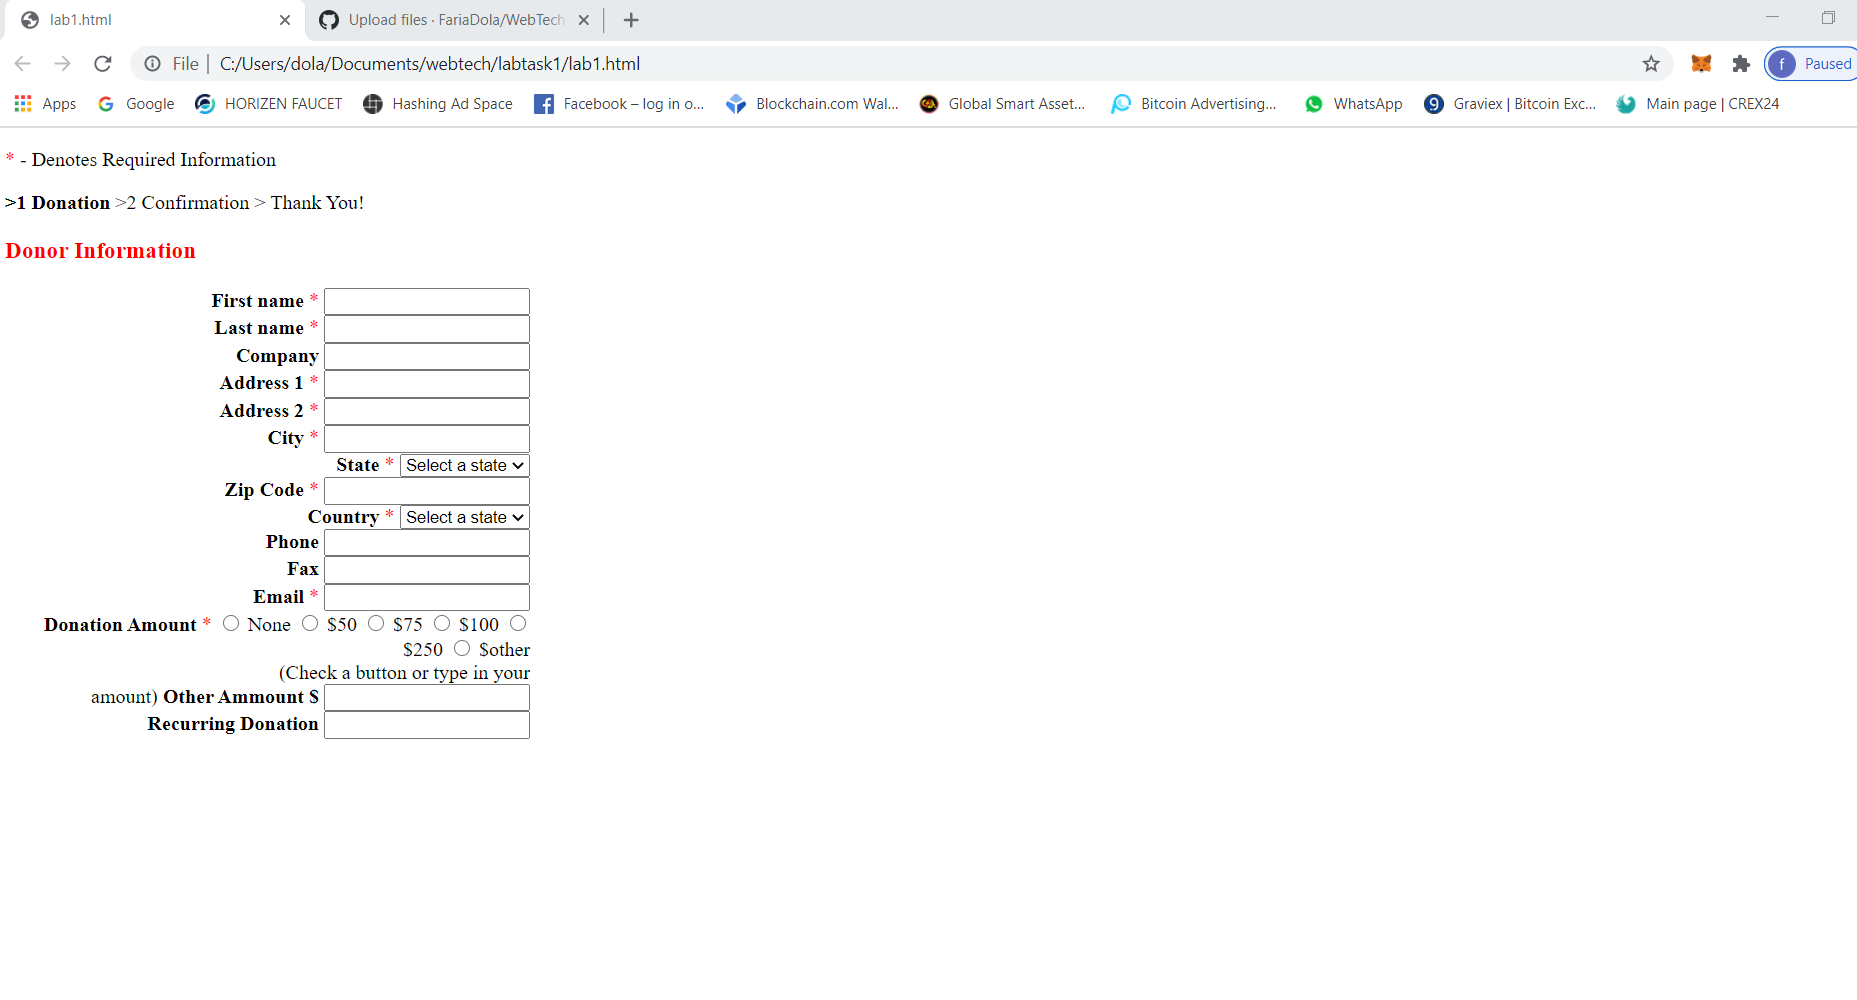 lab1.html Upload files · FariaDola/WebTech
File C:/Users/dola/Documents/webtech/labtask1/lab1.html f Paused
Apps Google HORIZEN FAUCET Hashing Ad Space Facebook – log in o... Blockchain.com Wal... Global Smart Asset... Bitcoin Advertising... WhatsApp Graviex | Bitcoin Exc... Main page | CREX24
* - Denotes Required Information
>1 Donation >2 Confirmation > Thank You!
Donor Information
First name *
Last name *
Company
Address 1 *
Address 2 *
City *
State * Select a state
Zip Code *
Country * Select a state
Phone
Fax
Email *
Donation Amount * None $50 $75 $100
$250 $other
(Check a button or type in your
amount) Other Ammount $
Recurring Donation